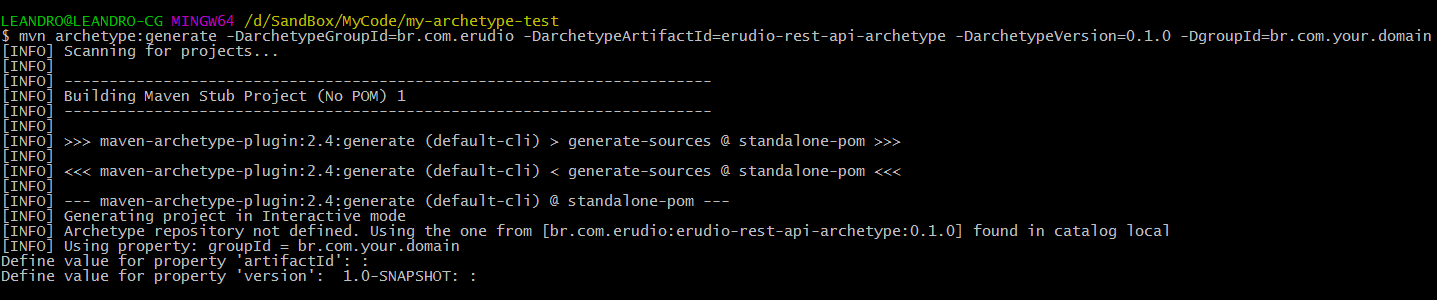 LEANDRO@LEANDRO-CG MINGW64 /d/SandBox/MyCode/my-archetype-test
$ mvn archetype:generate -DarchetypeGroupId=br.com.erudio -DarchetypeArtifactId=erudio-rest-api-archetype -DarchetypeVersion=0.1.0 -DgroupId=br.com.your.domain
[INFO] Scanning for projects...
[INFO]
[INFO] ------------------------------------------------------------------------
[INFO] Building Maven Stub Project (No POM) 1
[INFO] ------------------------------------------------------------------------
[INFO]
[INFO] >>> maven-archetype-plugin:2.4:generate (default-cli) > generate-sources @ standalone-pom >>>
[INFO]
[INFO] <<< maven-archetype-plugin:2.4:generate (default-cli) < generate-sources @ standalone-pom <<<
[INFO]
[INFO] --- maven-archetype-plugin:2.4:generate (default-cli) @ standalone-pom ---
[INFO] Generating project in Interactive mode
[INFO] Archetype repository not defined. Using the one from [br.com.erudio:erudio-rest-api-archetype:0.1.0] found in catalog local
[INFO] Using property: groupId = br.com.your.domain
Define value for property 'artifactId': :
Define value for property 'version':  1.0-SNAPSHOT: :